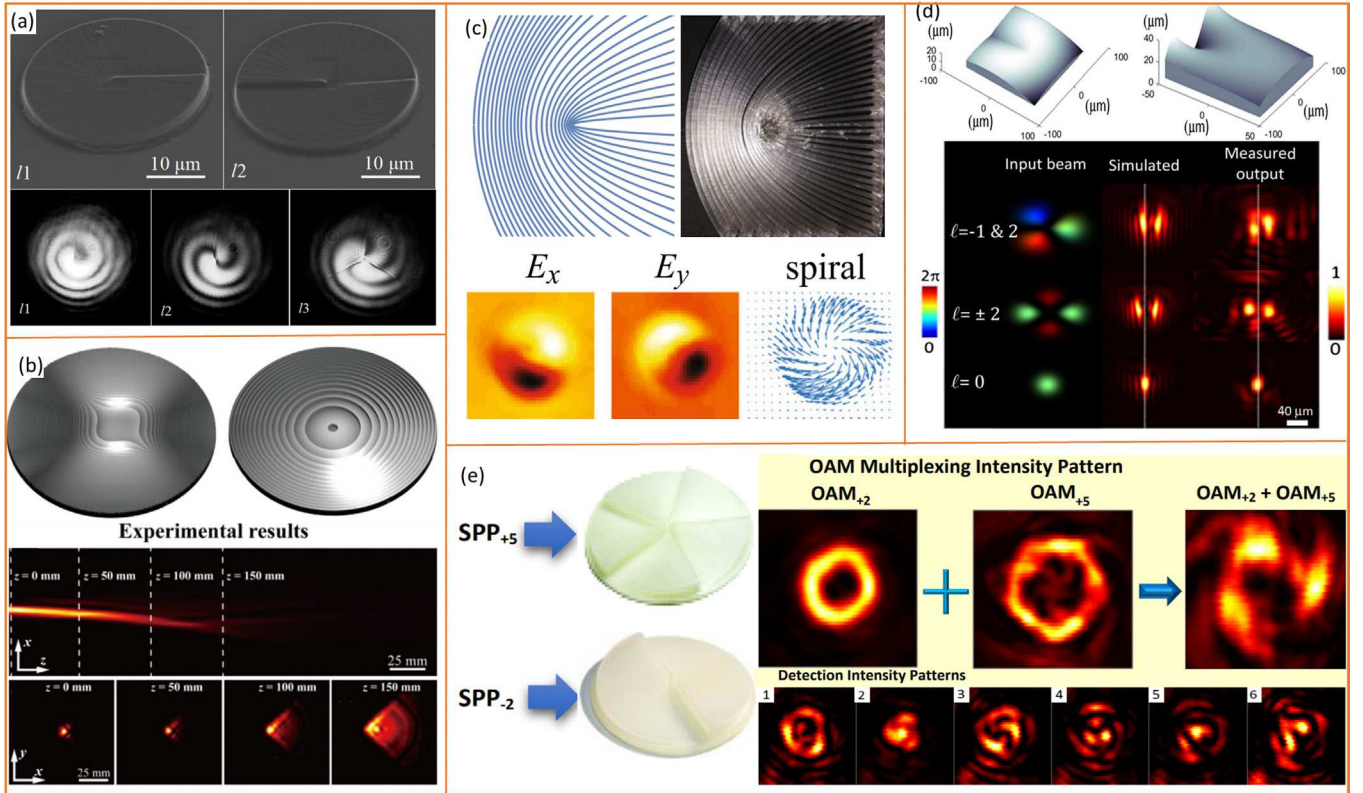 (a)
l1
10 μm
l2
10 μm
l1
l2
l3
(b)
Experimental results
z = 0 mm
z = 50 mm
z = 100 mm
z = 150 mm
x
z
25 mm
z = 0 mm
z = 50 mm
z = 100 mm
z = 150 mm
y
x
25 mm
(c)
Ex
Ey
spiral
(d)
(μm)
20
10
0
-100
0
(μm)
100
-100
0
100
(μm)
(μm)
40
20
0
-50
0
(μm)
50
-100
0
100
(μm)
Input beam
Simulated
Measured
output
ℓ=-1 & 2
ℓ= ± 2
ℓ= 0
2π
0
1
0
40 μm
(e)
SPP+5
SPP-2
OAM Multiplexing Intensity Pattern
OAM+2
OAM+5
OAM+2 + OAM+5
Detection Intensity Patterns
1
2
3
4
5
6